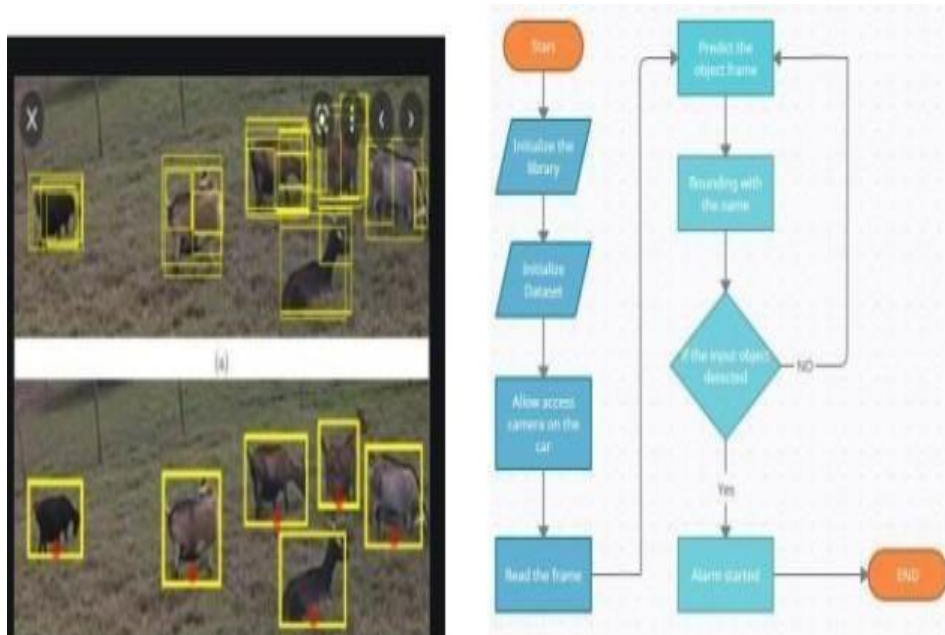 (a)
Start
Initialize the
library
Initialize
Dataset
Allow access
camera on the
car
Read the frame
Predict the
object frame
Bounding with
the name
if the input object
detected
NO
Yes
Alarm started
END